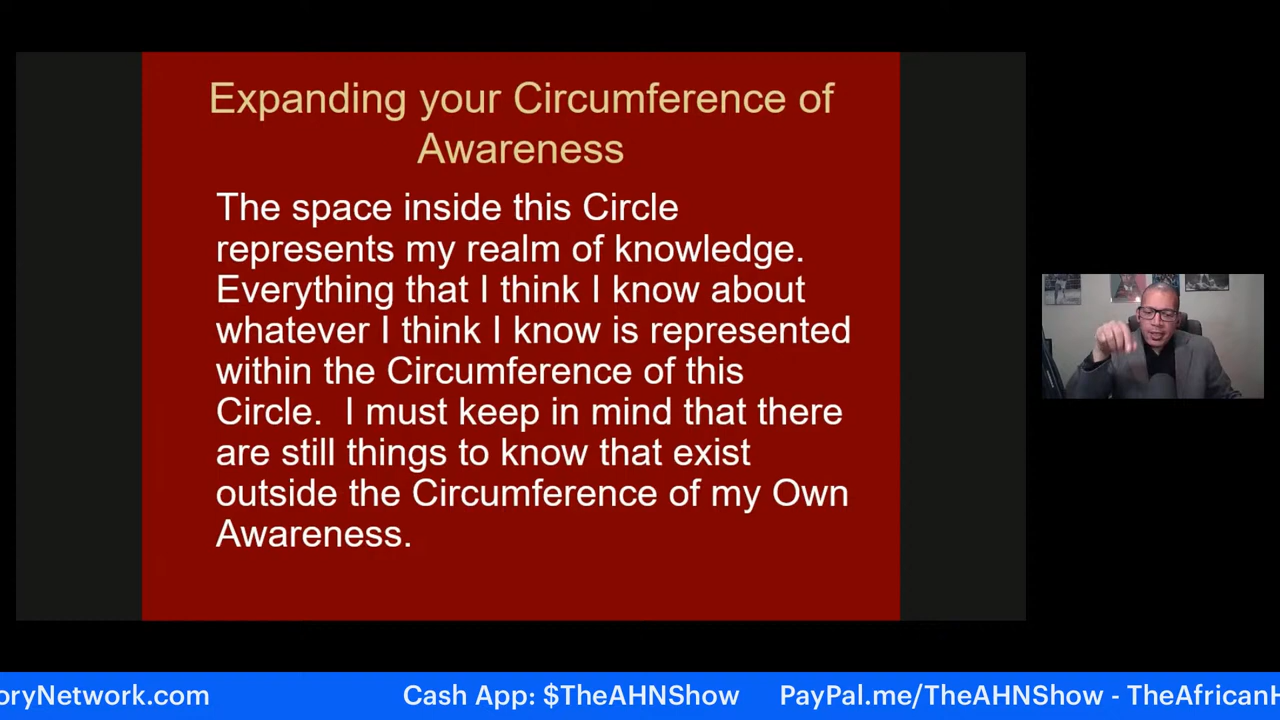 Expanding your Circumference of
Awareness
The space inside this Circle
represents my realm of knowledge.
Everything that I think I know about
whatever I think I know is represented
within the Circumference of this
Circle.  I must keep in mind that there
are still things to know that exist
outside the Circumference of my Own
Awareness.
oryNetwork.com Cash App: $TheAHNShow PayPal.me/TheAHNShow - TheAfricanH